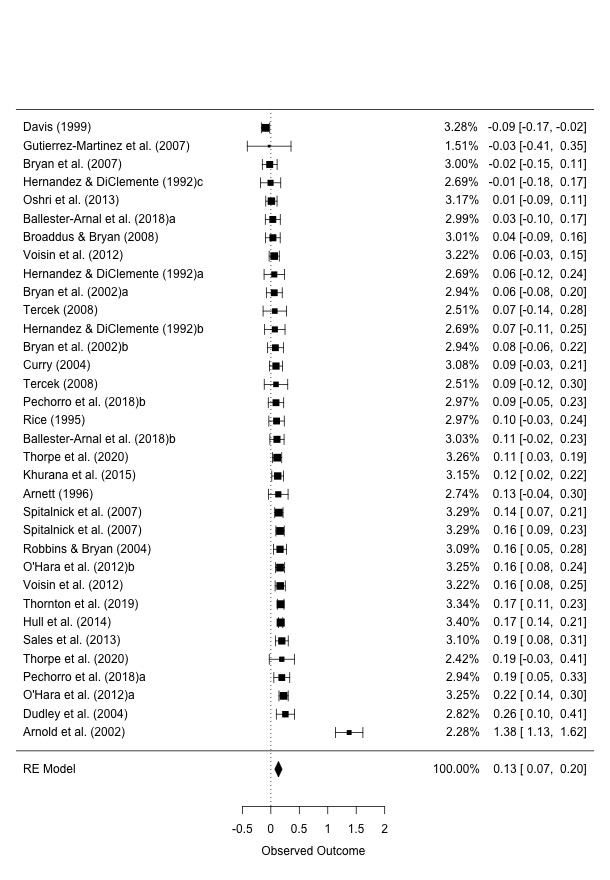 Davis (1999) 3.28% -0.09 [-0.17, -0.02]
Gutierrez-Martinez et al. (2007) 1.51% -0.03 [-0.41, 0.35]
Bryan et al. (2007) 3.00% -0.02 [-0.15, 0.11]
Hernandez & DiClemente (1992)c 2.69% -0.01 [-0.18, 0.17]
Oshri et al. (2013) 3.17% 0.01 [-0.09, 0.11]
Ballester-Arnal et al. (2018)a 2.99% 0.03 [-0.10, 0.17]
Broaddus & Bryan (2008) 3.01% 0.04 [-0.09, 0.16]
Voisin et al. (2012) 3.22% 0.06 [-0.03, 0.15]
Hernandez & DiClemente (1992)a 2.69% 0.06 [-0.12, 0.24]
Bryan et al. (2002)a 2.94% 0.06 [-0.08, 0.20]
Tercek (2008) 2.51% 0.07 [-0.14, 0.28]
Hernandez & DiClemente (1992)b 2.69% 0.07 [-0.11, 0.25]
Bryan et al. (2002)b 2.94% 0.08 [-0.06, 0.22]
Curry (2004) 3.08% 0.09 [-0.03, 0.21]
Tercek (2008) 2.51% 0.09 [-0.12, 0.30]
Pechorro et al. (2018)b 2.97% 0.09 [-0.05, 0.23]
Rice (1995) 2.97% 0.10 [-0.03, 0.24]
Ballester-Arnal et al. (2018)b 3.03% 0.11 [-0.02, 0.23]
Thorpe et al. (2020) 3.26% 0.11 [ 0.03, 0.19]
Khurana et al. (2015) 3.15% 0.12 [ 0.02, 0.22]
Arnett (1996) 2.74% 0.13 [-0.04, 0.30]
Spitalnick et al. (2007) 3.29% 0.14 [ 0.07, 0.21]
Spitalnick et al. (2007) 3.29% 0.16 [ 0.09, 0.23]
Robbins & Bryan (2004) 3.09% 0.16 [ 0.05, 0.28]
O'Hara et al. (2012)b 3.25% 0.16 [ 0.08, 0.24]
Voisin et al. (2012) 3.22% 0.16 [ 0.08, 0.25]
Thornton et al. (2019) 3.34% 0.17 [ 0.11, 0.23]
Hull et al. (2014) 3.40% 0.17 [ 0.14, 0.21]
Sales et al. (2013) 3.10% 0.19 [ 0.08, 0.31]
Thorpe et al. (2020) 2.42% 0.19 [-0.03, 0.41]
Pechorro et al. (2018)a 2.94% 0.19 [ 0.05, 0.33]
O'Hara et al. (2012)a 3.25% 0.22 [ 0.14, 0.30]
Dudley et al. (2004) 2.82% 0.26 [ 0.10, 0.41]
Arnold et al. (2002) 2.28% 1.38 [ 1.13, 1.62]
RE Model 100.00% 0.13 [ 0.07, 0.20]
-0.5 0 0.5 1 1.5 2
Observed Outcome